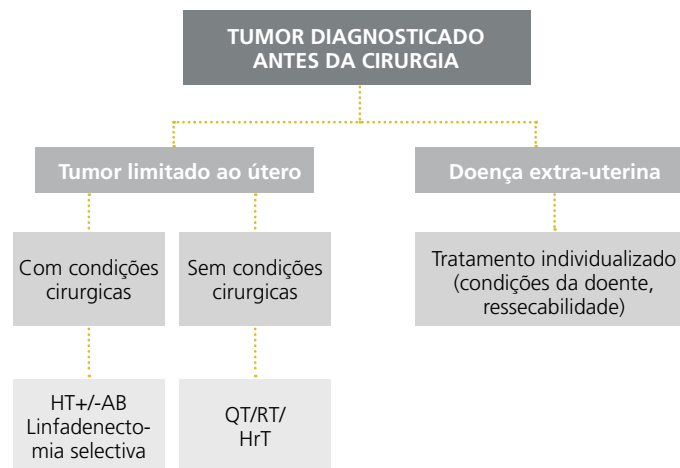 TUMOR DIAGNOSTICADO
ANTES DA CIRURGIA
Tumor limitado ao útero
Doença extra-uterina
Com condições
cirurgicas
Sem condições
cirurgicas
Tratamento individualizado
(condições da doente,
ressecabilidade)
HT+/-AB
Linfadenecto-
mia selectiva
QT/RT/
HrT